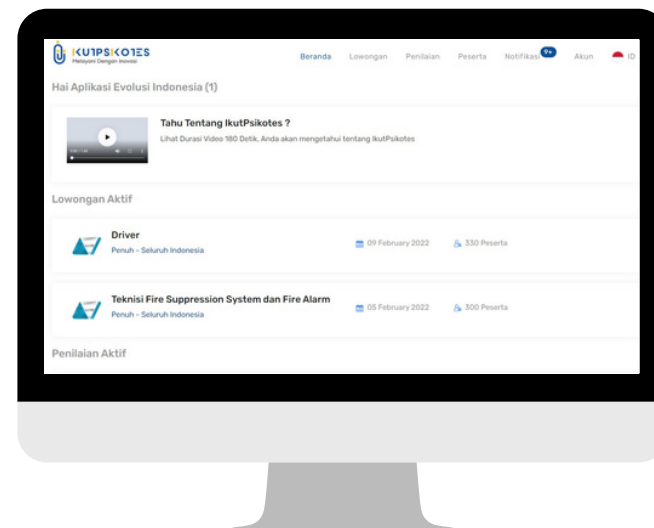 IKUTPSIKOTES
Melayani Dengan Inovasi
Beranda Lowongan Penilaian Peserta Notifikasi 9+ Akun ID
Hai Aplikasi Evolusi Indonesia (1)
Tahu Tentang IkutPsikotes ?
Lihat Durasi Video 180 Detik, Anda akan mengetahui tentang IkutPsikotes
Lowongan Aktif
Driver
Penuh - Seluruh Indonesia
09 February 2022
330 Peserta
Teknisi Fire Suppression System dan Fire Alarm
Penuh - Seluruh Indonesia
05 February 2022
300 Peserta
Penilaian Aktif